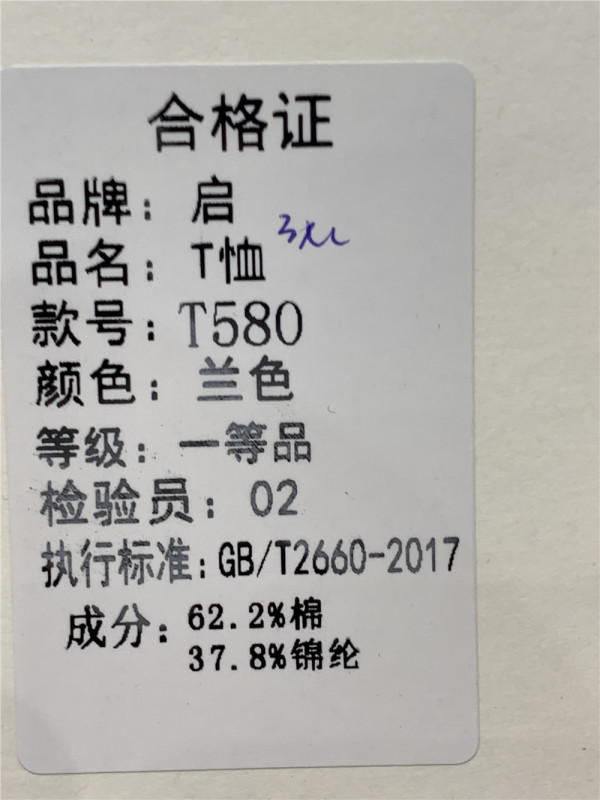 合格证
品牌：启
品名：T恤 3XL
款号：T580
颜色：兰色
等级：一等品
检验员：02
执行标准：GB/T2660-2017
成分：62.2%棉
37.8%锦纶